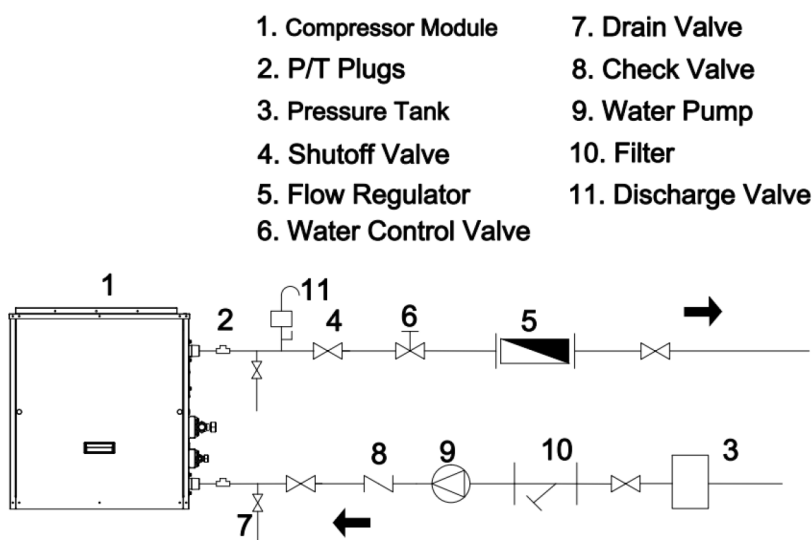 1. Compressor Module
2. P/T Plugs
3. Pressure Tank
4. Shutoff Valve
5. Flow Regulator
6. Water Control Valve
7. Drain Valve
8. Check Valve
9. Water Pump
10. Filter
11. Discharge Valve
1
2
11
4
6
5
7
8
9
10
3